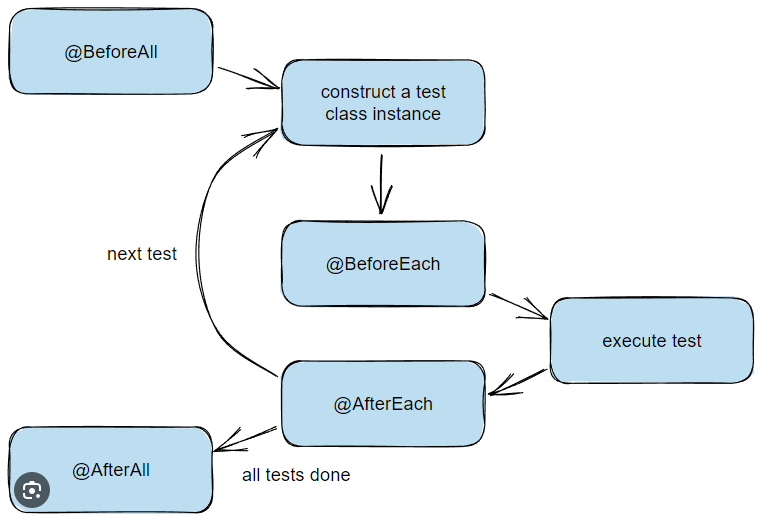 @BeforeAll
construct a test
class instance
next test
@BeforeEach
execute test
@AfterEach
@AfterAll
all tests done